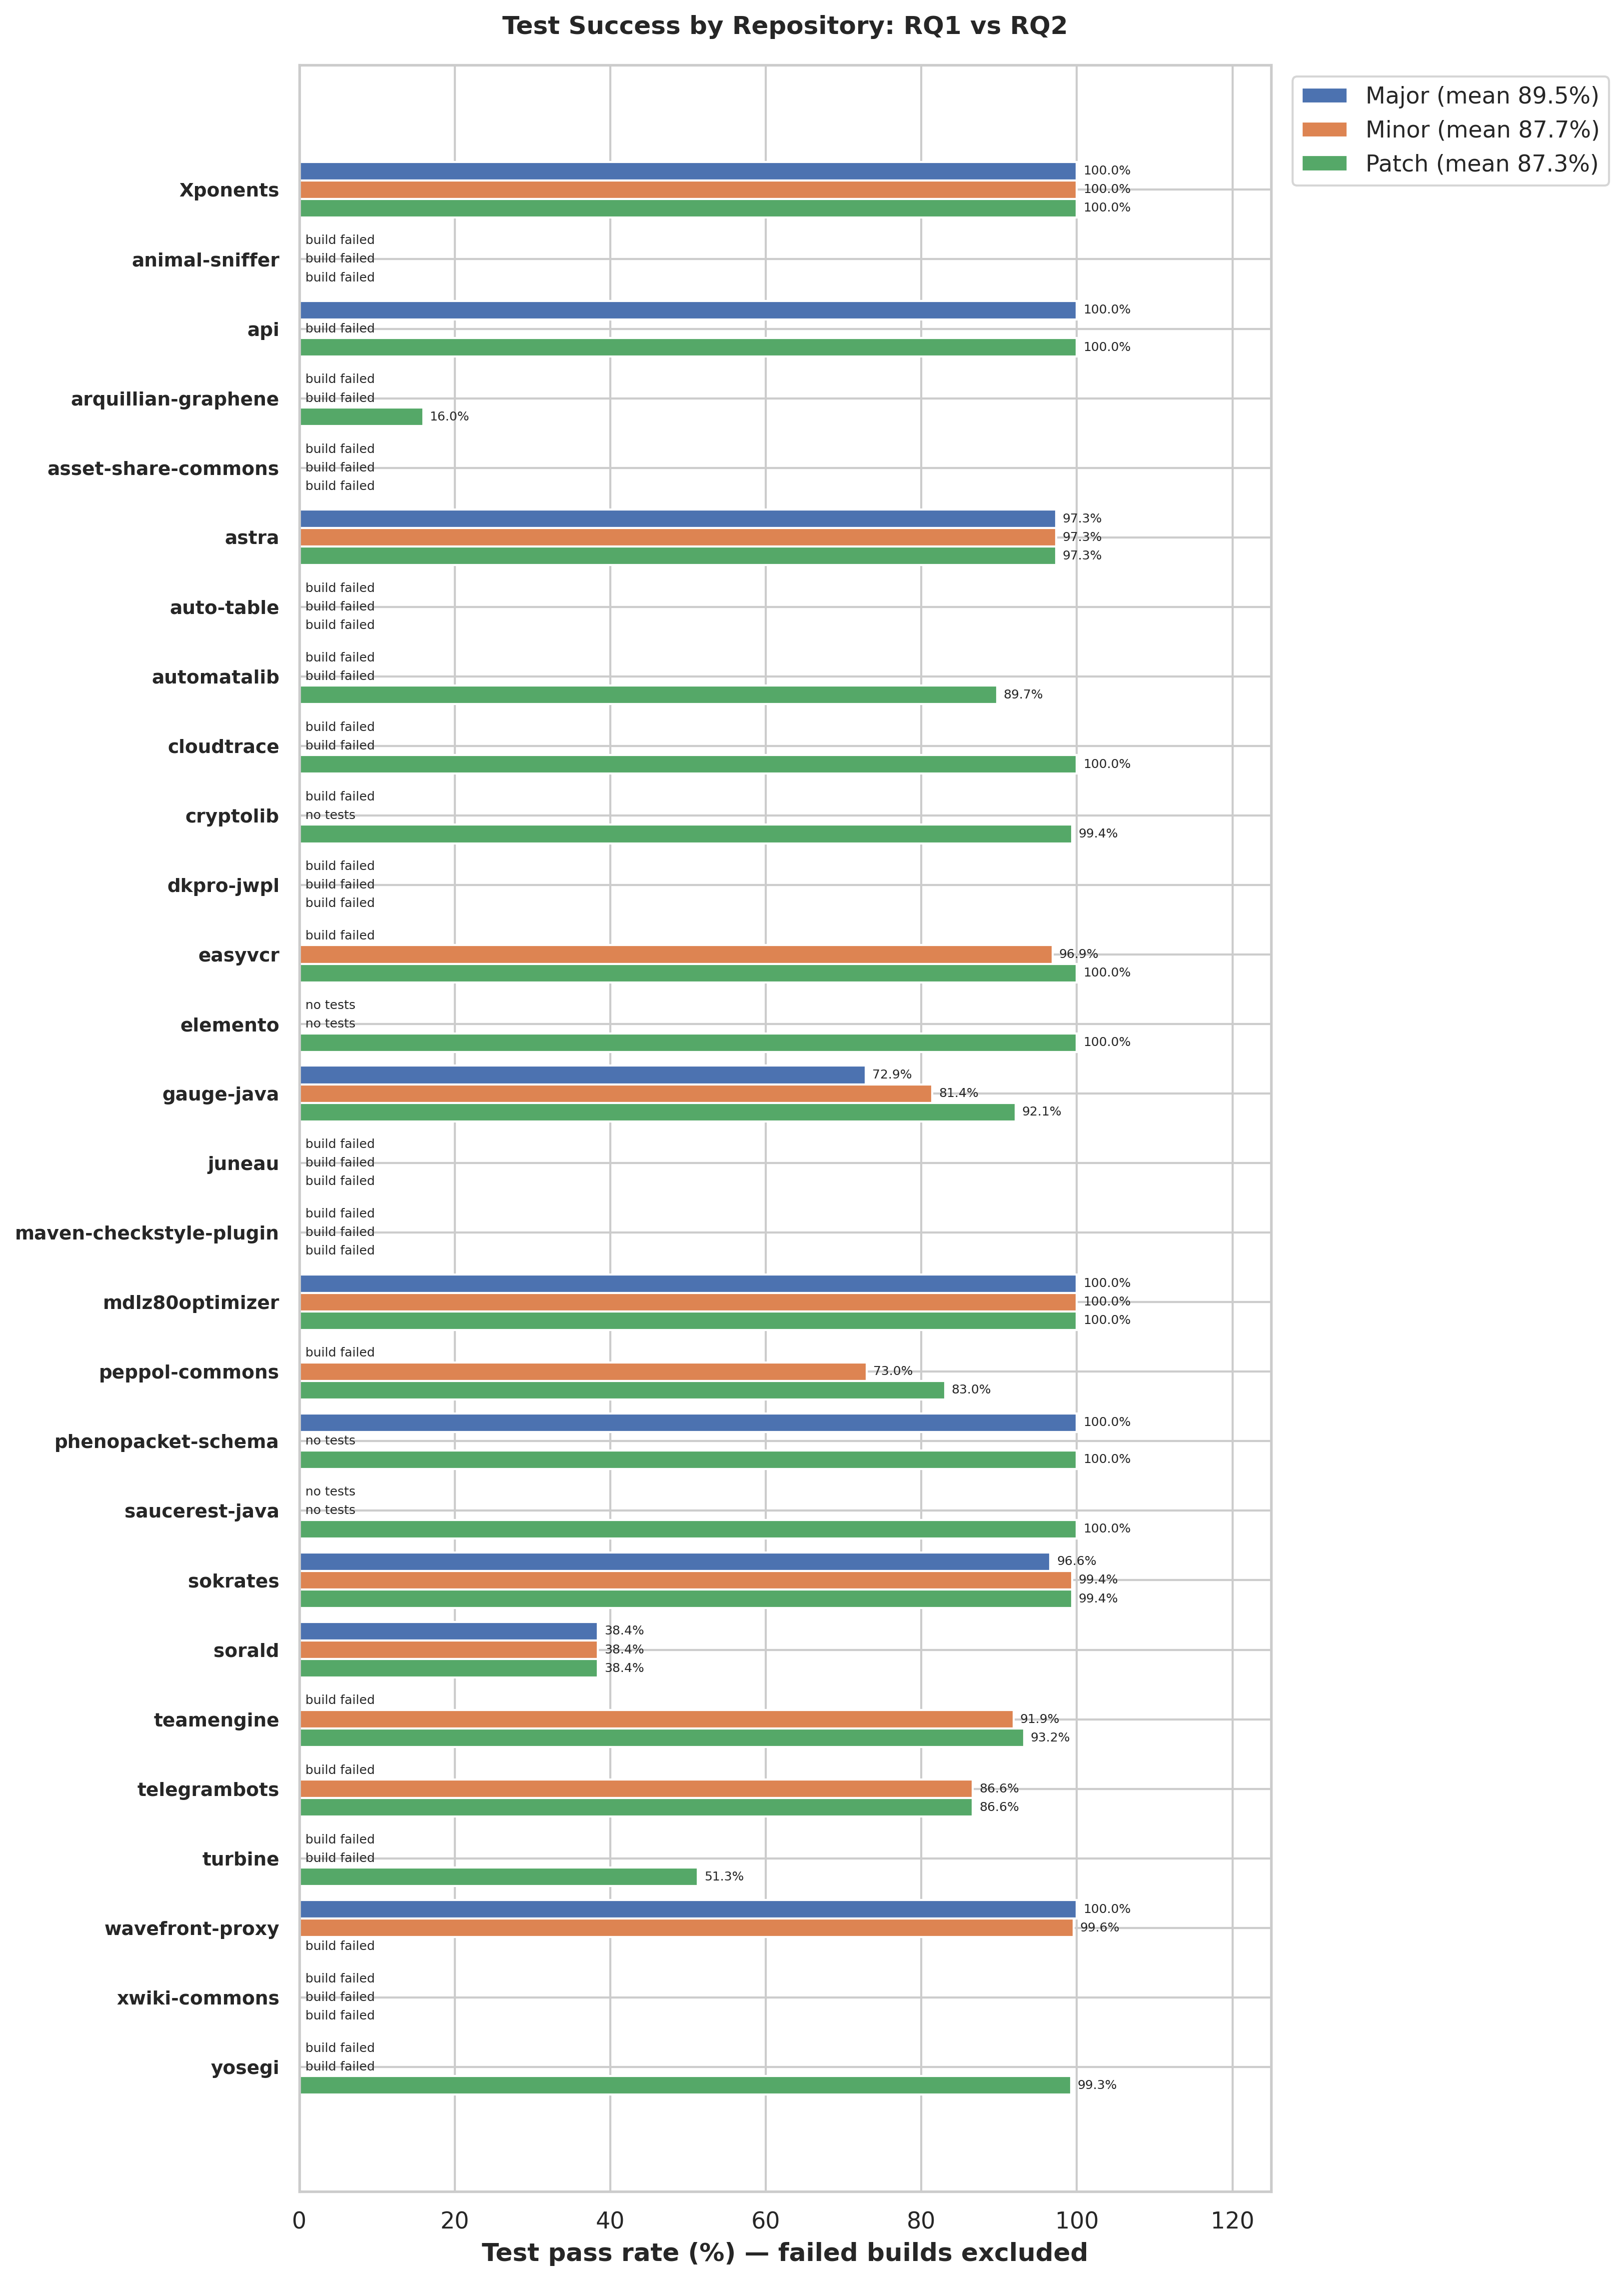 Test Success by Repository: RQ1 vs RQ2
Major (mean 89.5%)
Minor (mean 87.7%)
Patch (mean 87.3%)
Xponents
100.0%
100.0%
100.0%
animal-sniffer
build failed
build failed
build failed
api
100.0%
build failed
100.0%
arquillian-graphene
build failed
build failed
16.0%
asset-share-commons
build failed
build failed
build failed
astra
97.3%
97.3%
97.3%
auto-table
build failed
build failed
build failed
automatalib
build failed
build failed
89.7%
cloudtrace
build failed
build failed
100.0%
cryptolib
build failed
no tests
99.4%
dkpro-jwpl
build failed
build failed
build failed
easyvcr
build failed
96.9%
100.0%
elemento
no tests
no tests
100.0%
gauge-java
72.9%
81.4%
92.1%
juneau
build failed
build failed
build failed
maven-checkstyle-plugin
build failed
build failed
build failed
mdlz80optimizer
100.0%
100.0%
100.0%
peppol-commons
build failed
73.0%
83.0%
phenopacket-schema
100.0%
no tests
100.0%
saucerest-java
no tests
no tests
100.0%
sokrates
96.6%
99.4%
99.4%
sorald
38.4%
38.4%
38.4%
teamengine
build failed
91.9%
93.2%
telegrambots
build failed
86.6%
86.6%
turbine
build failed
build failed
51.3%
wavefront-proxy
100.0%
99.6%
build failed
xwiki-commons
build failed
build failed
build failed
yosegi
build failed
build failed
99.3%
0 20 40 60 80 100 120
Test pass rate (%) — failed builds excluded